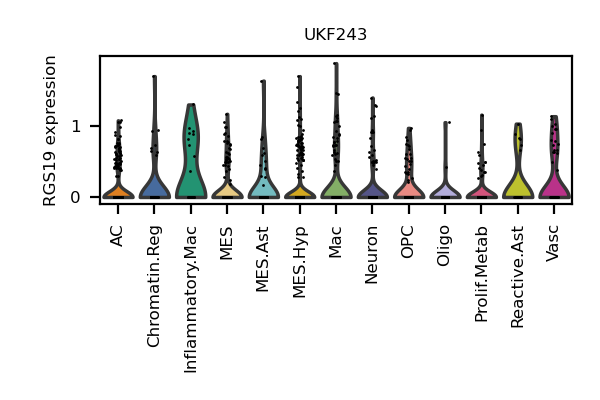 UKF243
RGS19 expression
1
0
AC
Chromatin.Reg
Inflammatory.Mac
MES
MES.Ast
MES.Hyp
Mac
Neuron
OPC
Oligo
Prolif.Metab
Reactive.Ast
Vasc